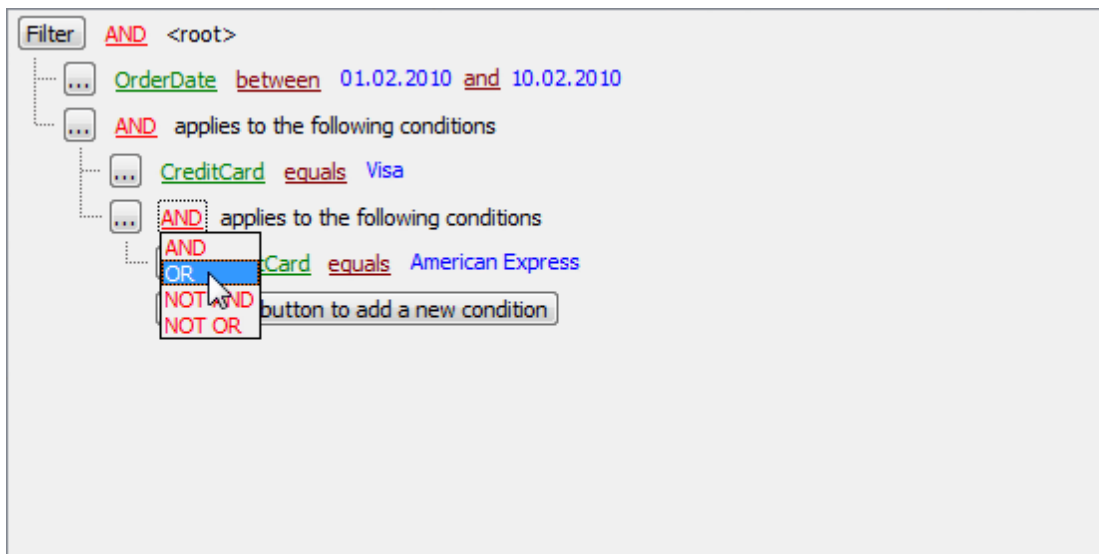 Filter AND <root>
... OrderDate between 01.02.2010 and 10.02.2010
... AND applies to the following conditions
... CreditCard equals Visa
... AND applies to the following conditions
AND
Card equals American Express
OR
NOT AND
button to add a new condition
NOT OR